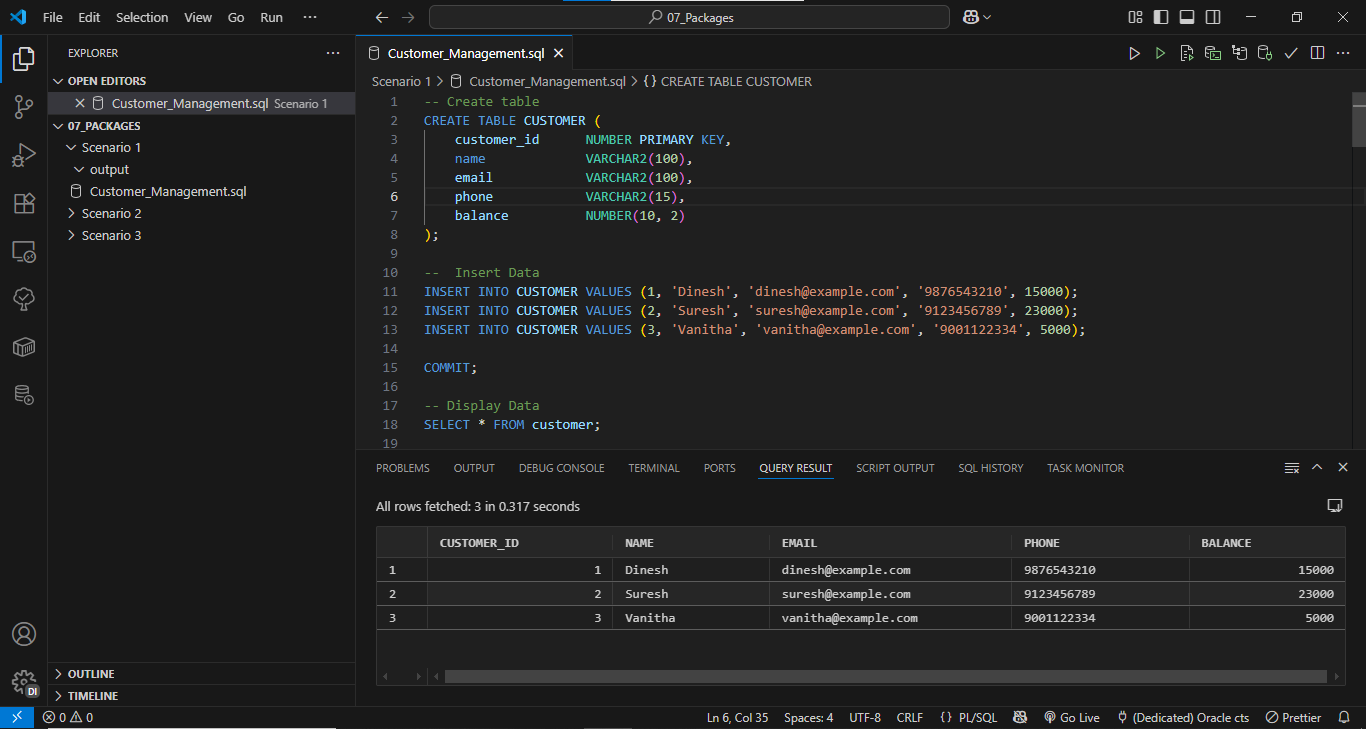 File Edit Selection View Go Run ··· 07_Packages
EXPLORER ···
OPEN EDITORS
Customer_Management.sql Scenario 1
07_PACKAGES
Scenario 1
output
Customer_Management.sql
Scenario 2
Scenario 3
OUTLINE
TIMELINE
Customer_Management.sql
Scenario 1 > Customer_Management.sql > {} CREATE TABLE CUSTOMER
1 -- Create table
2 CREATE TABLE CUSTOMER (
3 customer_id NUMBER PRIMARY KEY,
4 name VARCHAR2(100),
5 email VARCHAR2(100),
6 phone VARCHAR2(15),
7 balance NUMBER(10, 2)
8 );
9
10 --  Insert Data
11 INSERT INTO CUSTOMER VALUES (1, 'Dinesh', 'dinesh@example.com', '9876543210', 15000);
12 INSERT INTO CUSTOMER VALUES (2, 'Suresh', 'suresh@example.com', '9123456789', 23000);
13 INSERT INTO CUSTOMER VALUES (3, 'Vanitha', 'vanitha@example.com', '9001122334', 5000);
14
15 COMMIT;
16
17 -- Display Data
18 SELECT * FROM customer;
19
PROBLEMS OUTPUT DEBUG CONSOLE TERMINAL PORTS QUERY RESULT SCRIPT OUTPUT SQL HISTORY TASK MONITOR
All rows fetched: 3 in 0.317 seconds
CUSTOMER_ID NAME EMAIL PHONE BALANCE
1 1 Dinesh dinesh@example.com 9876543210 15000
2 2 Suresh suresh@example.com 9123456789 23000
3 3 Vanitha vanitha@example.com 9001122334 5000
DI
0 0 Ln 6, Col 35 Spaces: 4 UTF-8 CRLF {} PL/SQL Go Live (Dedicated) Oracle cts Prettier